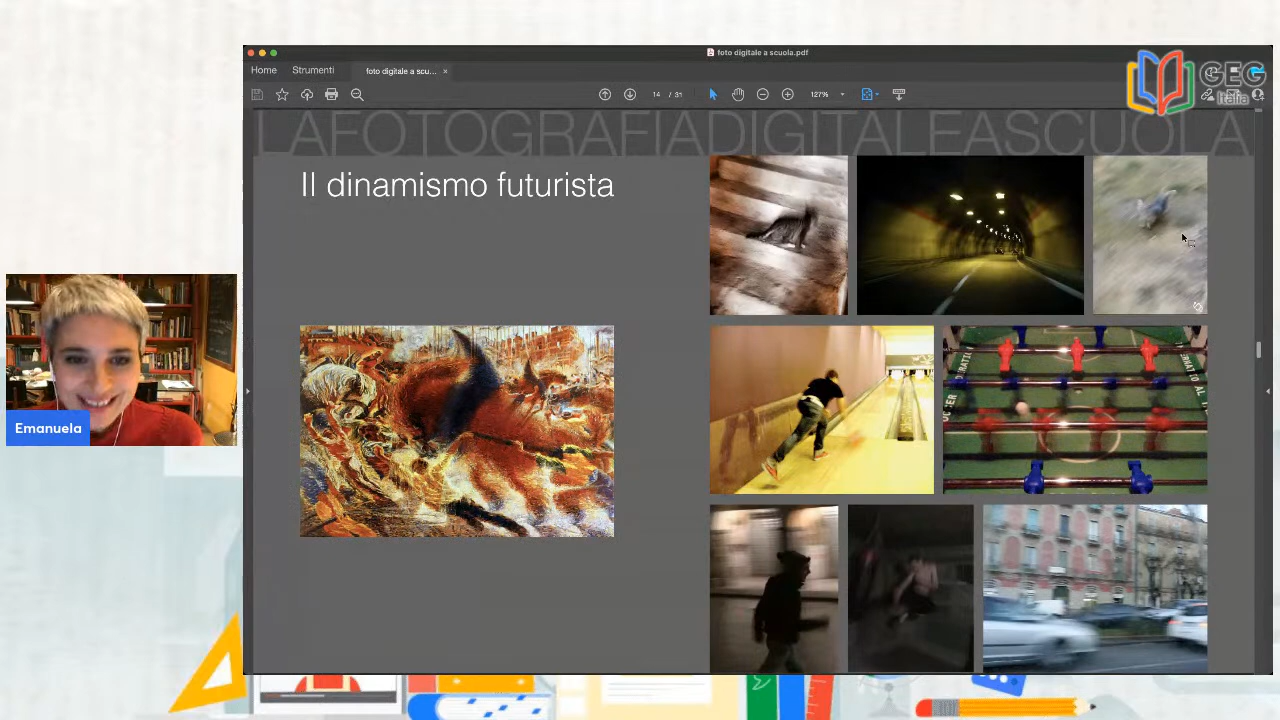 foto digitale a scuola.pdf
Home
Strumenti
foto digitale a scu...
×
GEG
Italia
14 / 31
127%
LAFOTOGRAFIADIGITALEASCUOLA
Il dinamismo futurista
Emanuela